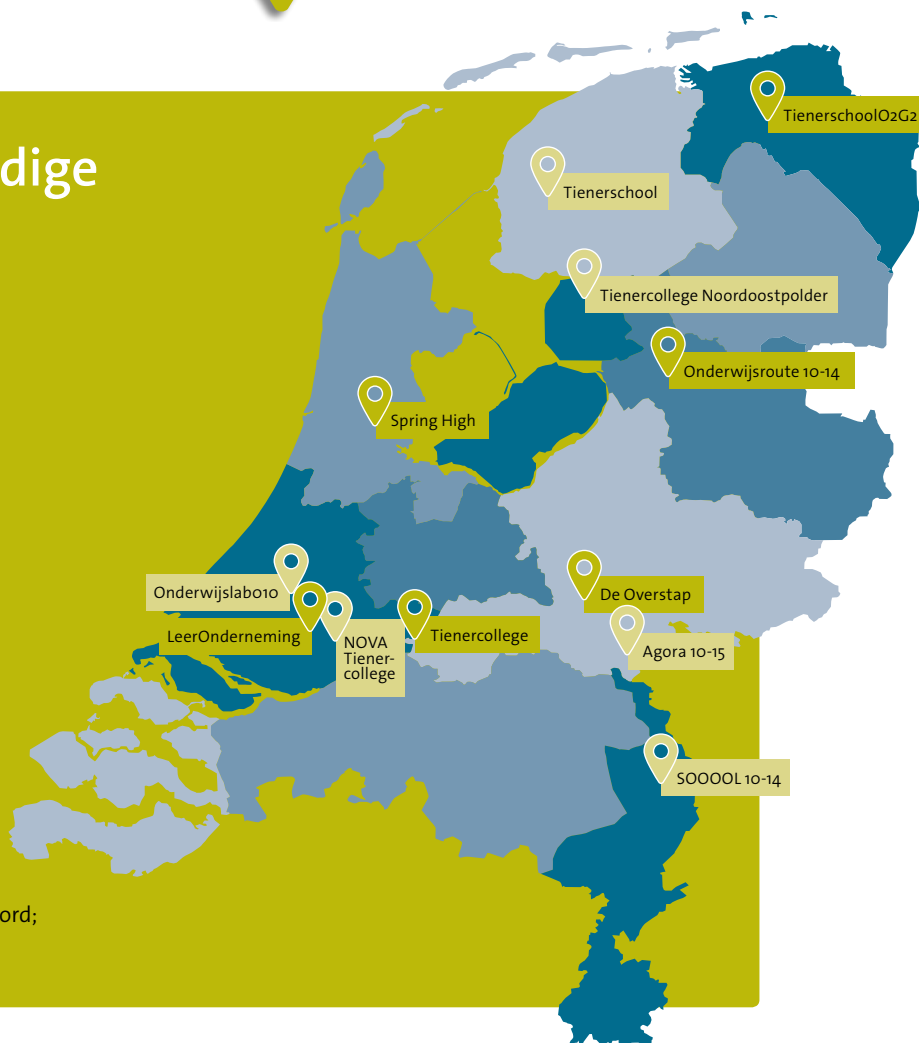 dige
TienerschoolO2G2
Tienerschool
Tienercollege Noordoostpolder
Onderwijsroute 10-14
Spring High
Onderwijslab010
De Overstap
LeerOnderneming
NOVA
Tiener-
college
Tienercollege
Agora 10-15
SOOOOL 10-14
ord;